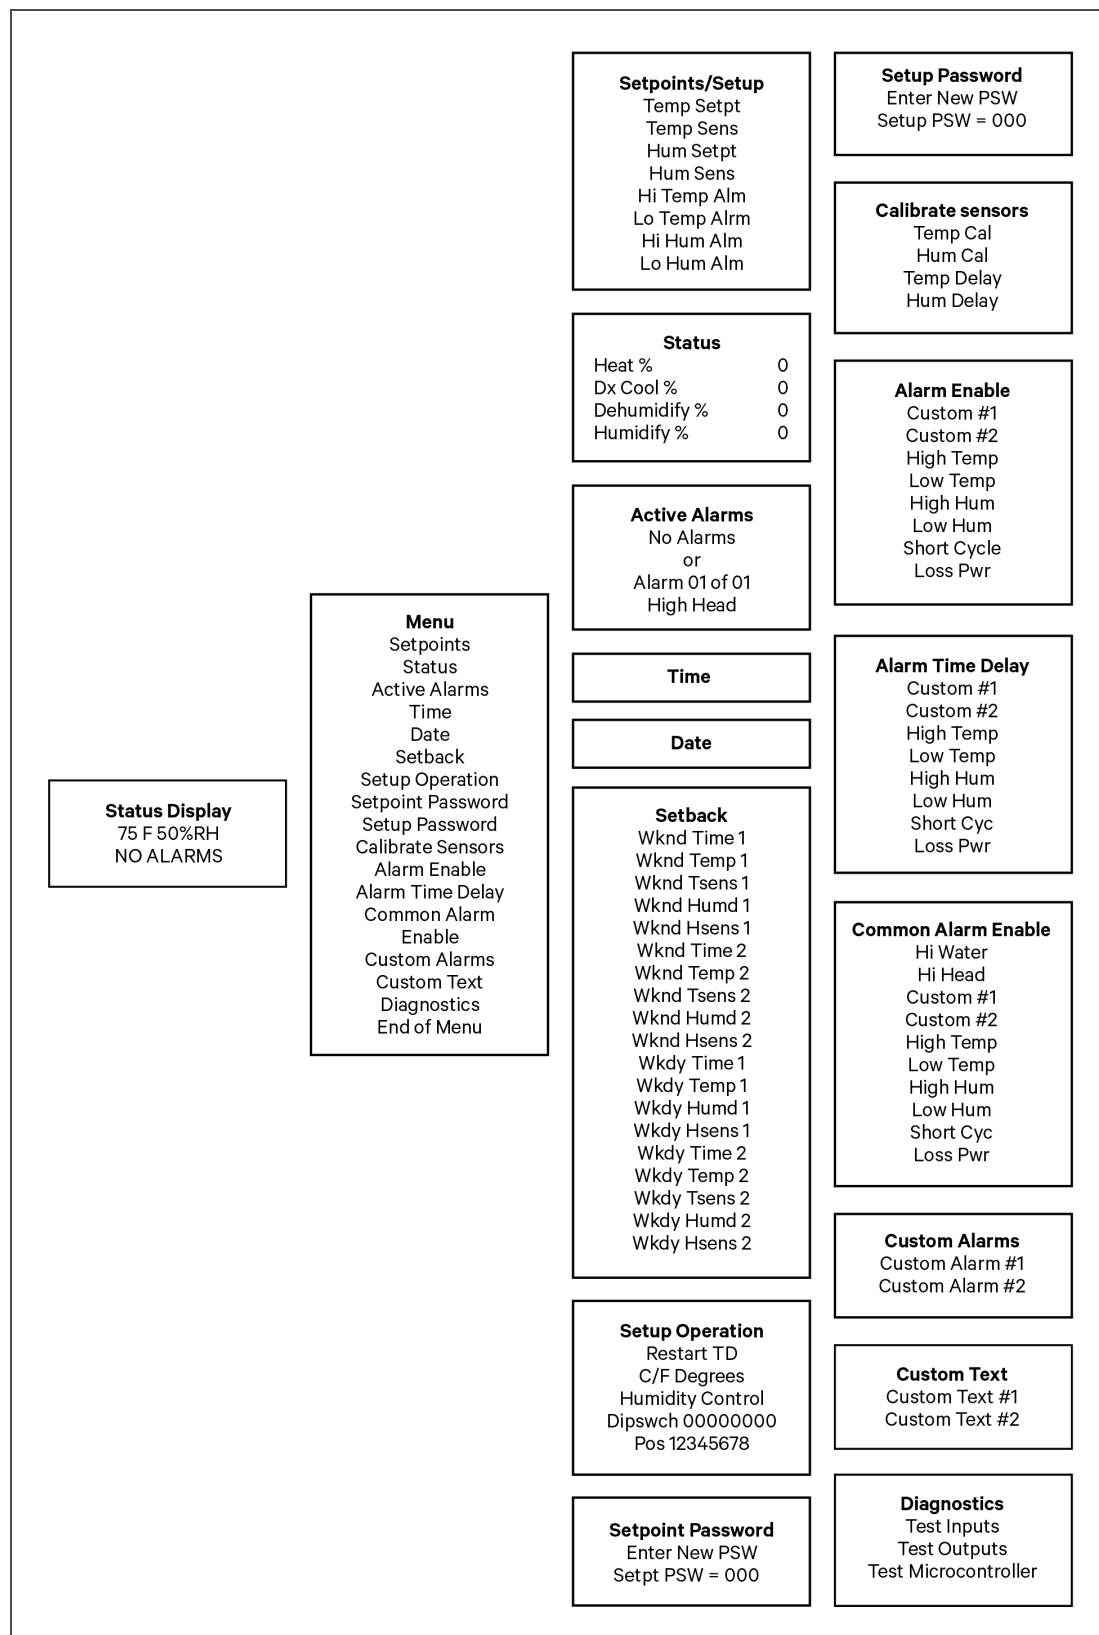 Status Display
75 F 50%RH
NO ALARMS
Menu
Setpoints
Status
Active Alarms
Time
Date
Setback
Setup Operation
Setpoint Password
Setup Password
Calibrate Sensors
Alarm Enable
Alarm Time Delay
Common Alarm
Enable
Custom Alarms
Custom Text
Diagnostics
End of Menu
Setpoints/Setup
Temp Setpt
Temp Sens
Hum Setpt
Hum Sens
Hi Temp Alm
Lo Temp Alrm
Hi Hum Alm
Lo Hum Alm
Status
Heat % 0
Dx Cool % 0
Dehumidify % 0
Humidify % 0
Active Alarms
No Alarms
or
Alarm 01 of 01
High Head
Time
Date
Setback
Wknd Time 1
Wknd Temp 1
Wknd Tsens 1
Wknd Humd 1
Wknd Hsens 1
Wknd Time 2
Wknd Temp 2
Wknd Tsens 2
Wknd Humd 2
Wknd Hsens 2
Wkdy Time 1
Wkdy Temp 1
Wkdy Humd 1
Wkdy Hsens 1
Wkdy Time 2
Wkdy Temp 2
Wkdy Tsens 2
Wkdy Humd 2
Wkdy Hsens 2
Setup Operation
Restart TD
C/F Degrees
Humidity Control
Dipswch 00000000
Pos 12345678
Setpoint Password
Enter New PSW
Setpt PSW = 000
Setup Password
Enter New PSW
Setup PSW = 000
Calibrate sensors
Temp Cal
Hum Cal
Temp Delay
Hum Delay
Alarm Enable
Custom #1
Custom #2
High Temp
Low Temp
High Hum
Low Hum
Short Cycle
Loss Pwr
Alarm Time Delay
Custom #1
Custom #2
High Temp
Low Temp
High Hum
Low Hum
Short Cyc
Loss Pwr
Common Alarm Enable
Hi Water
Hi Head
Custom #1
Custom #2
High Temp
Low Temp
High Hum
Low Hum
Short Cyc
Loss Pwr
Custom Alarms
Custom Alarm #1
Custom Alarm #2
Custom Text
Custom Text #1
Custom Text #2
Diagnostics
Test Inputs
Test Outputs
Test Microcontroller